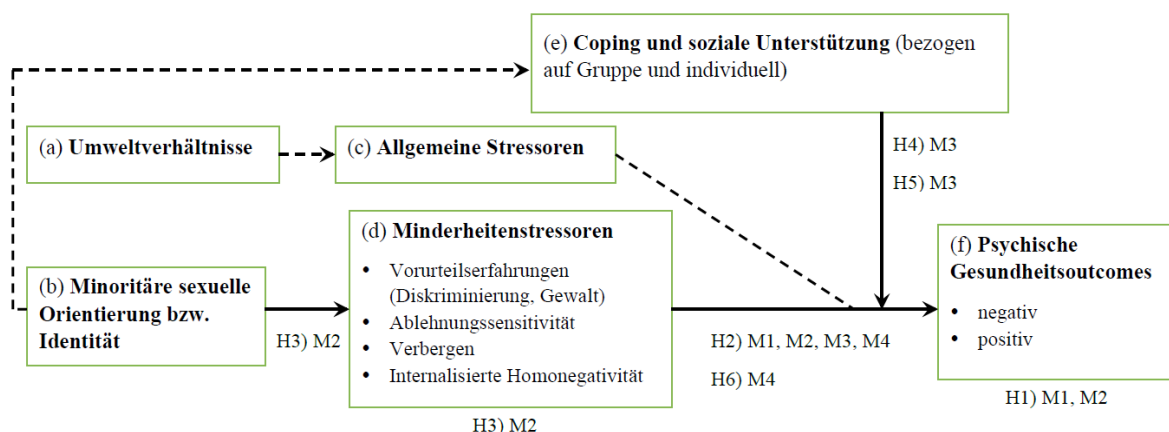 (e) Coping und soziale Unterstützung (bezogen
auf Gruppe und individuell)
(a) Umweltverhältnisse
(c) Allgemeine Stressoren
H4) M3
H5) M3
(d) Minderheitenstressoren
• Vorurteilserfahrungen
(Diskriminierung, Gewalt)
• Ablehnungssensitivität
• Verbergen
• Internalisierte Homonegativität
(f) Psychische
Gesundheitsoutcomes
• negativ
• positiv
(b) Minoritäre sexuelle
Orientierung bzw.
Identität
H3) M2
H2) M1, M2, M3, M4
H6) M4
H1) M1, M2
H3) M2